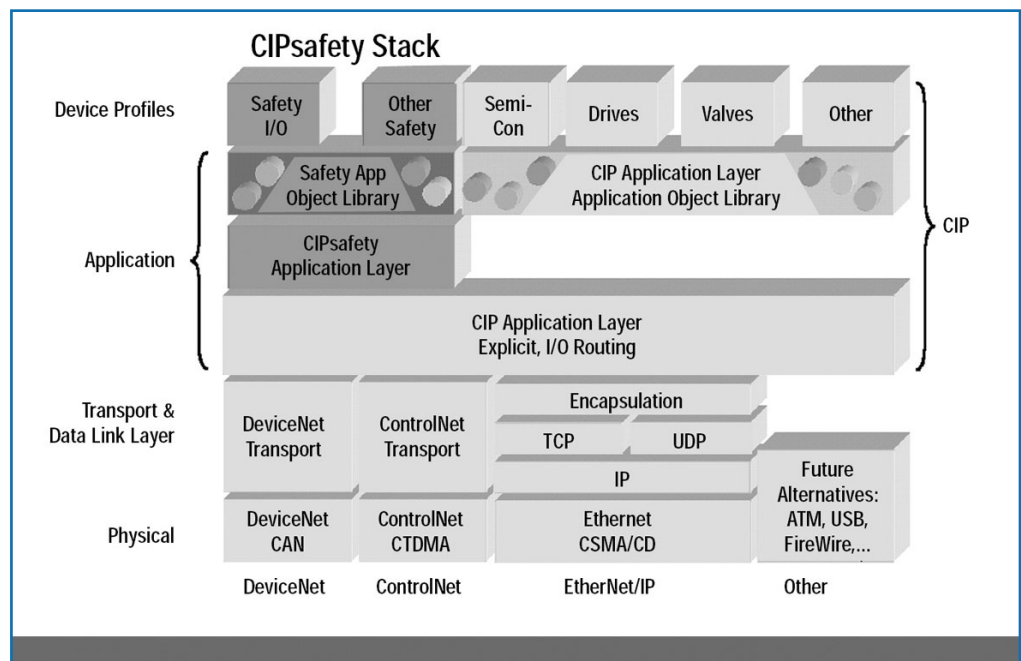 CIPsafety Stack
Device Profiles
Safety
I/O
Other
Safety
Semi-
Con
Drives
Valves
Other
Safety App
Object Library
CIP Application Layer
Application Object Library
CIP
Application
CIPsafety
Application Layer
CIP Application Layer
Explicit, I/O Routing
Transport &
Data Link Layer
DeviceNet
Transport
ControlNet
Transport
Encapsulation
TCP
UDP
IP
Future
Alternatives:
ATM, USB,
FireWire,...
Physical
DeviceNet
CAN
ControlNet
CTDMA
Ethernet
CSMA/CD
DeviceNet
ControlNet
EtherNet/IP
Other